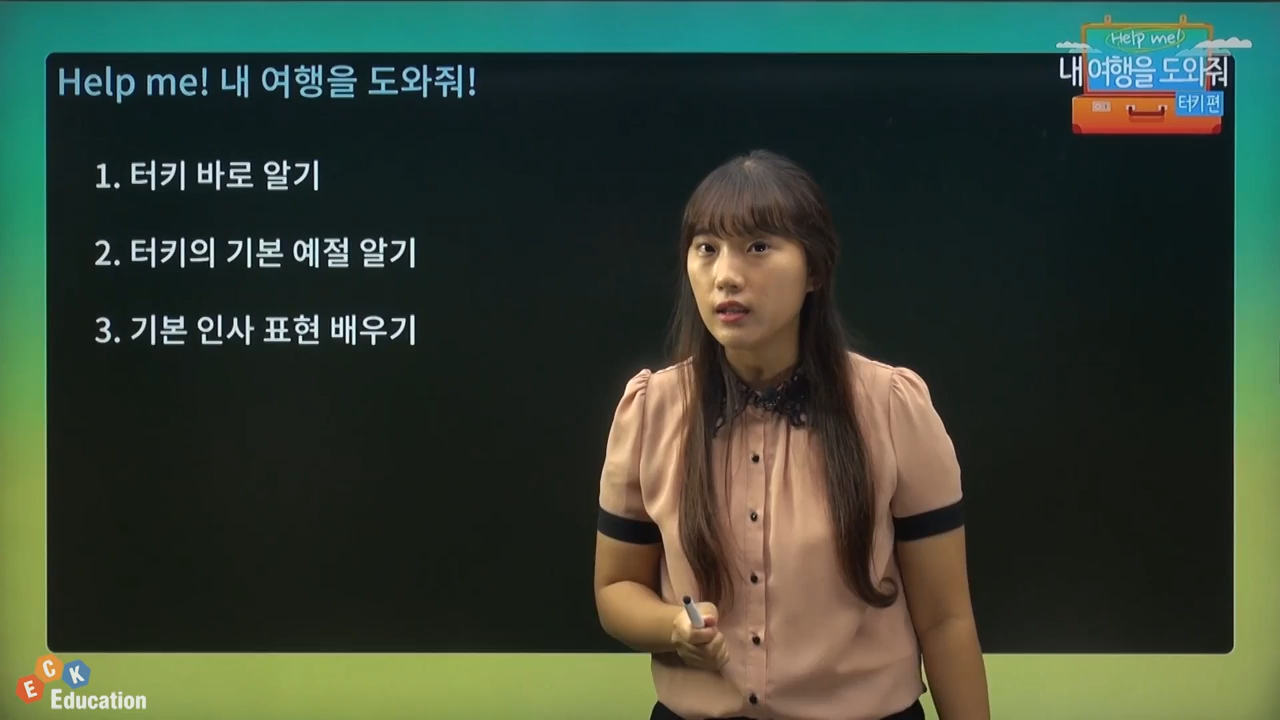 Help me! 내 여행을 도와줘!
Help me!
내 여행을 도와줘
터키 편
1. 터키 바로 알기
2. 터키의 기본 예절 알기
3. 기본 인사 표현 배우기
ECK
Education